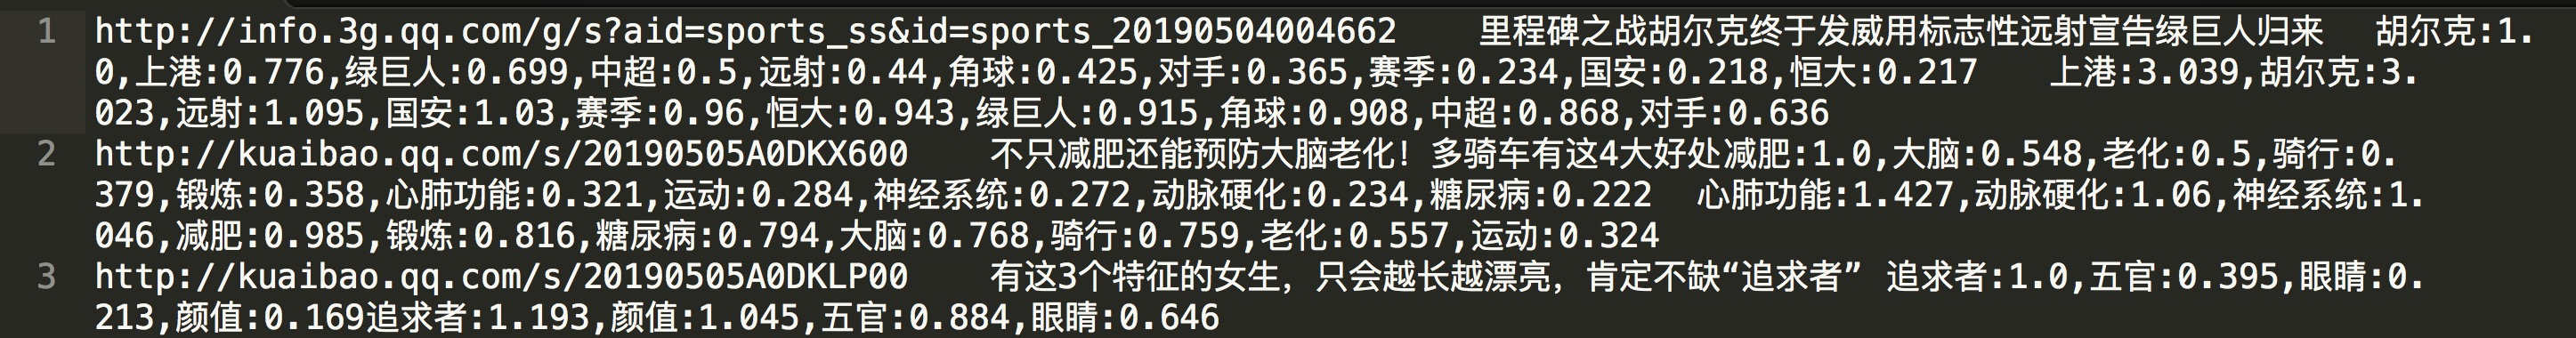 1 http://info.3g.qq.com/g/s?aid=sports_ss&id=sports_20190504004662 里程碑之战胡尔克终于发威用标志性远射宣告绿巨人归来 胡尔克:1.
0,上港:0.776,绿巨人:0.699,中超:0.5,远射:0.44,角球:0.425,对手:0.365,赛季:0.234,国安:0.218,恒大:0.217 上港:3.039,胡尔克:3.
023,远射:1.095,国安:1.03,赛季:0.96,恒大:0.943,绿巨人:0.915,角球:0.908,中超:0.868,对手:0.636
2 http://kuaibao.qq.com/s/20190505A0DKX600 不只减肥还能预防大脑老化！多骑车有这4大好处减肥:1.0,大脑:0.548,老化:0.5,骑行:0.
379,锻炼:0.358,心肺功能:0.321,运动:0.284,神经系统:0.272,动脉硬化:0.234,糖尿病:0.222 心肺功能:1.427,动脉硬化:1.06,神经系统:1.
046,减肥:0.985,锻炼:0.816,糖尿病:0.794,大脑:0.768,骑行:0.759,老化:0.557,运动:0.324
3 http://kuaibao.qq.com/s/20190505A0DKLP00 有这3个特征的女生，只会越长越漂亮，肯定不缺“追求者” 追求者:1.0,五官:0.395,眼睛:0.
213,颜值:0.169追求者:1.193,颜值:1.045,五官:0.884,眼睛:0.646